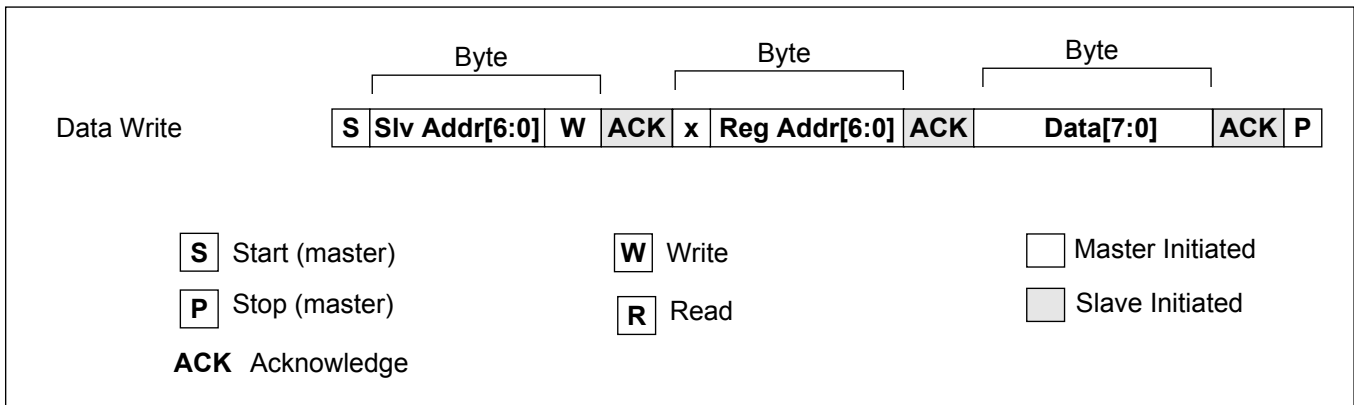 Byte Byte Byte
Data Write S Slv Addr[6:0] W ACK x Reg Addr[6:0] ACK Data[7:0] ACK P
S Start (master) W Write Master Initiated
P Stop (master) R Read Slave Initiated
ACK Acknowledge